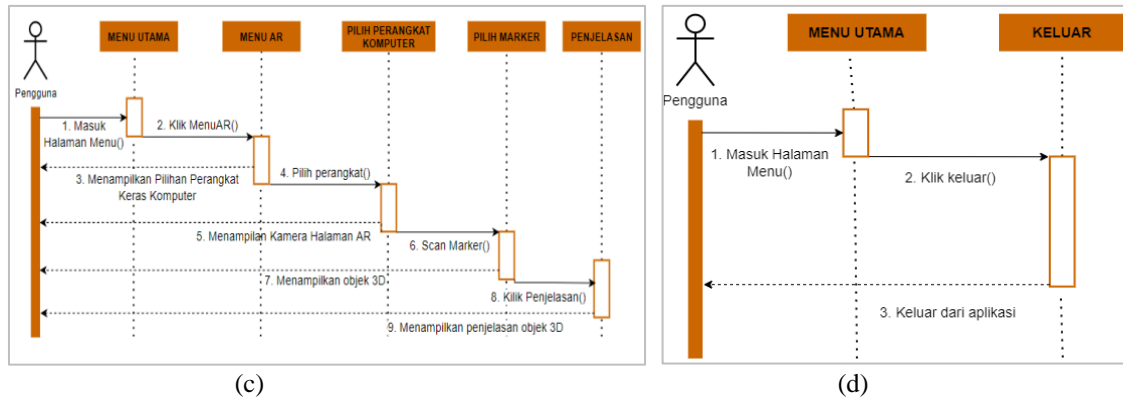 MENU UTAMA
MENU AR
PILIH PERANGKAT
KOMPUTER
PILIH MARKER
PENJELASAN
Pengguna
1. Masuk
Halaman Menu()
2. Klik MenuAR()
3. Menampilkan Pilihan Perangkat
Keras Komputer
4. Pilih perangkat()
5. Menampilan Kamera Halaman AR
6. Scan Marker()
7. Menampilkan objek 3D
8. Kilik Penjelasan()
9. Menampilkan penjelasan objek 3D
(c)
MENU UTAMA
KELUAR
Pengguna
1. Masuk Halaman
Menu()
2. Klik keluar()
3. Keluar dari aplikasi
(d)